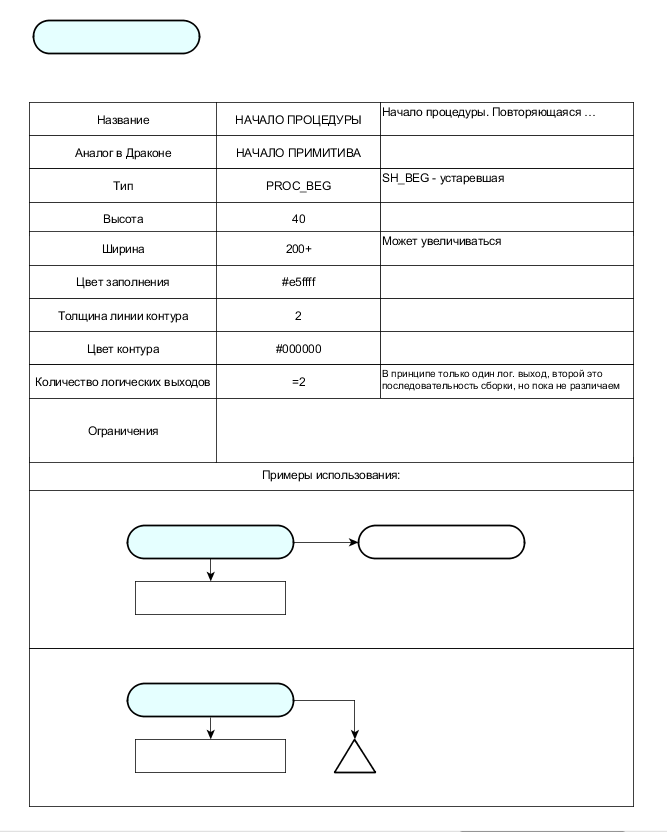 Название НАЧАЛО ПРОЦЕДУРЫ Начало процедуры. Повторяющаяся ...
Аналог в Драконе НАЧАЛО ПРИМИТИВА
Тип PROC_BEG SH_BEG - устаревшая
Высота 40
Ширина 200+ Может увеличиваться
Цвет заполнения #e5ffff
Толщина линии контура 2
Цвет контура #000000
Количество логических выходов =2 В принципе только один лог. выход, второй это
последовательность сборки, но пока не различаем
Ограничения
Примеры использования: